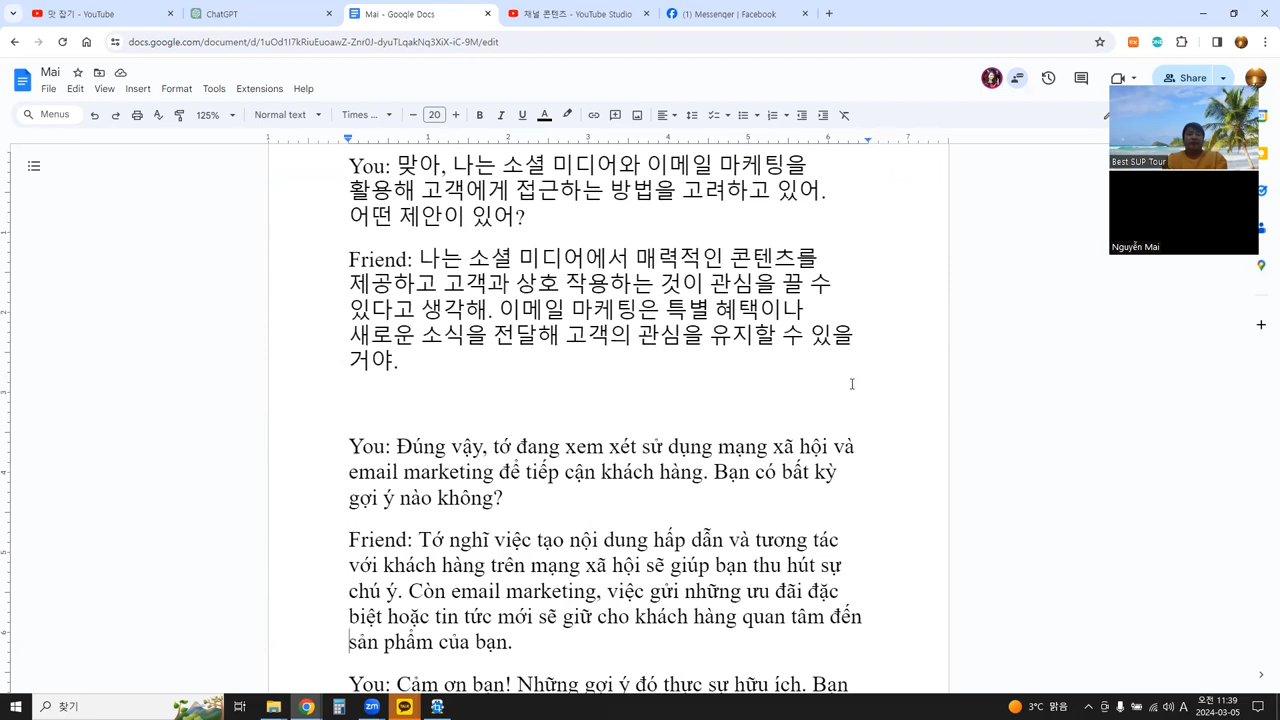 맛 잡기 - YouTube
ChatGPT
Mai - Google Docs
재널 콘텐츠 - YouTube Studio
(1) Messenger | Facebook
docs.google.com/document/d/1uOd1I7kRiuEuoawZ-Znr0J-dyuTLqakNq3XiX-iC-9M/edit
Mai
File Edit View Insert Format Tools Extensions Help
Share
Menus 125% Normal text Times ... 20
Best SUP Tour
Nguyễn Mai
1 1 2 3 4 5 6 7
You: 맞아, 나는 소셜 미디어와 이메일 마케팅을
활용해 고객에게 접근하는 방법을 고려하고 있어.
어떤 제안이 있어?
Friend: 나는 소셜 미디어에서 매력적인 콘텐츠를
제공하고 고객과 상호 작용하는 것이 관심을 끌 수
있다고 생각해. 이메일 마케팅은 특별 혜택이나
새로운 소식을 전달해 고객의 관심을 유지할 수 있을
거야.
You: Đúng vậy, tớ đang xem xét sử dụng mạng xã hội và
email marketing để tiếp cận khách hàng. Bạn có bất kỳ
gợi ý nào không?
Friend: Tớ nghĩ việc tạo nội dung hấp dẫn và tương tác
với khách hàng trên mạng xã hội sẽ giúp bạn thu hút sự
chú ý. Còn email marketing, việc gửi những ưu đãi đặc
biệt hoặc tin tức mới sẽ giữ cho khách hàng quan tâm đến
sản phẩm của bạn.
You: Cảm ơn bạn! Những gợi ý đó thực sự hữu ích. Bạn
찾기
3°C 맑음
A
오전 11:39
2024-03-05